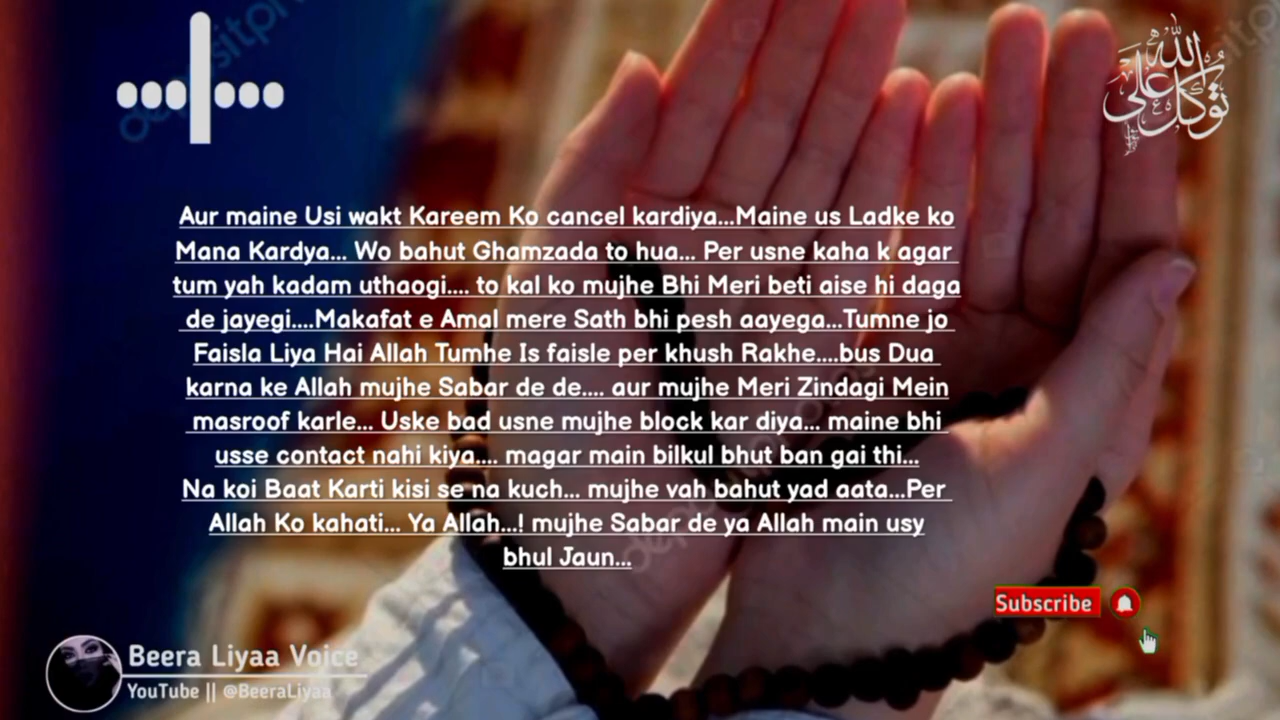 توكل على الله
Aur maine Usi wakt Kareem Ko cancel kardiya...Maine us Ladke ko
Mana Kardya... Wo bahut Ghamzada to hua... Per usne kaha k agar
tum yah kadam uthaogi.... to kal ko mujhe Bhi Meri beti aise hi daga
de jayegi....Makafat e Amal mere Sath bhi pesh aayega...Tumne jo
Faisla Liya Hai Allah Tumhe Is faisle per khush Rakhe....bus Dua
karna ke Allah mujhe Sabar de de.... aur mujhe Meri Zindagi Mein
masroof karle... Uske bad usne mujhe block kar diya... maine bhi
usse contact nahi kiya.... magar main bilkul bhut ban gai thi...
Na koi Baat Karti kisi se na kuch... mujhe vah bahut yad aata...Per
Allah Ko kahati... Ya Allah...! mujhe Sabar de ya Allah main usy
bhul Jaun...
Subscribe
Beera Liyaa Voice
YouTube || @BeeraLiyaa